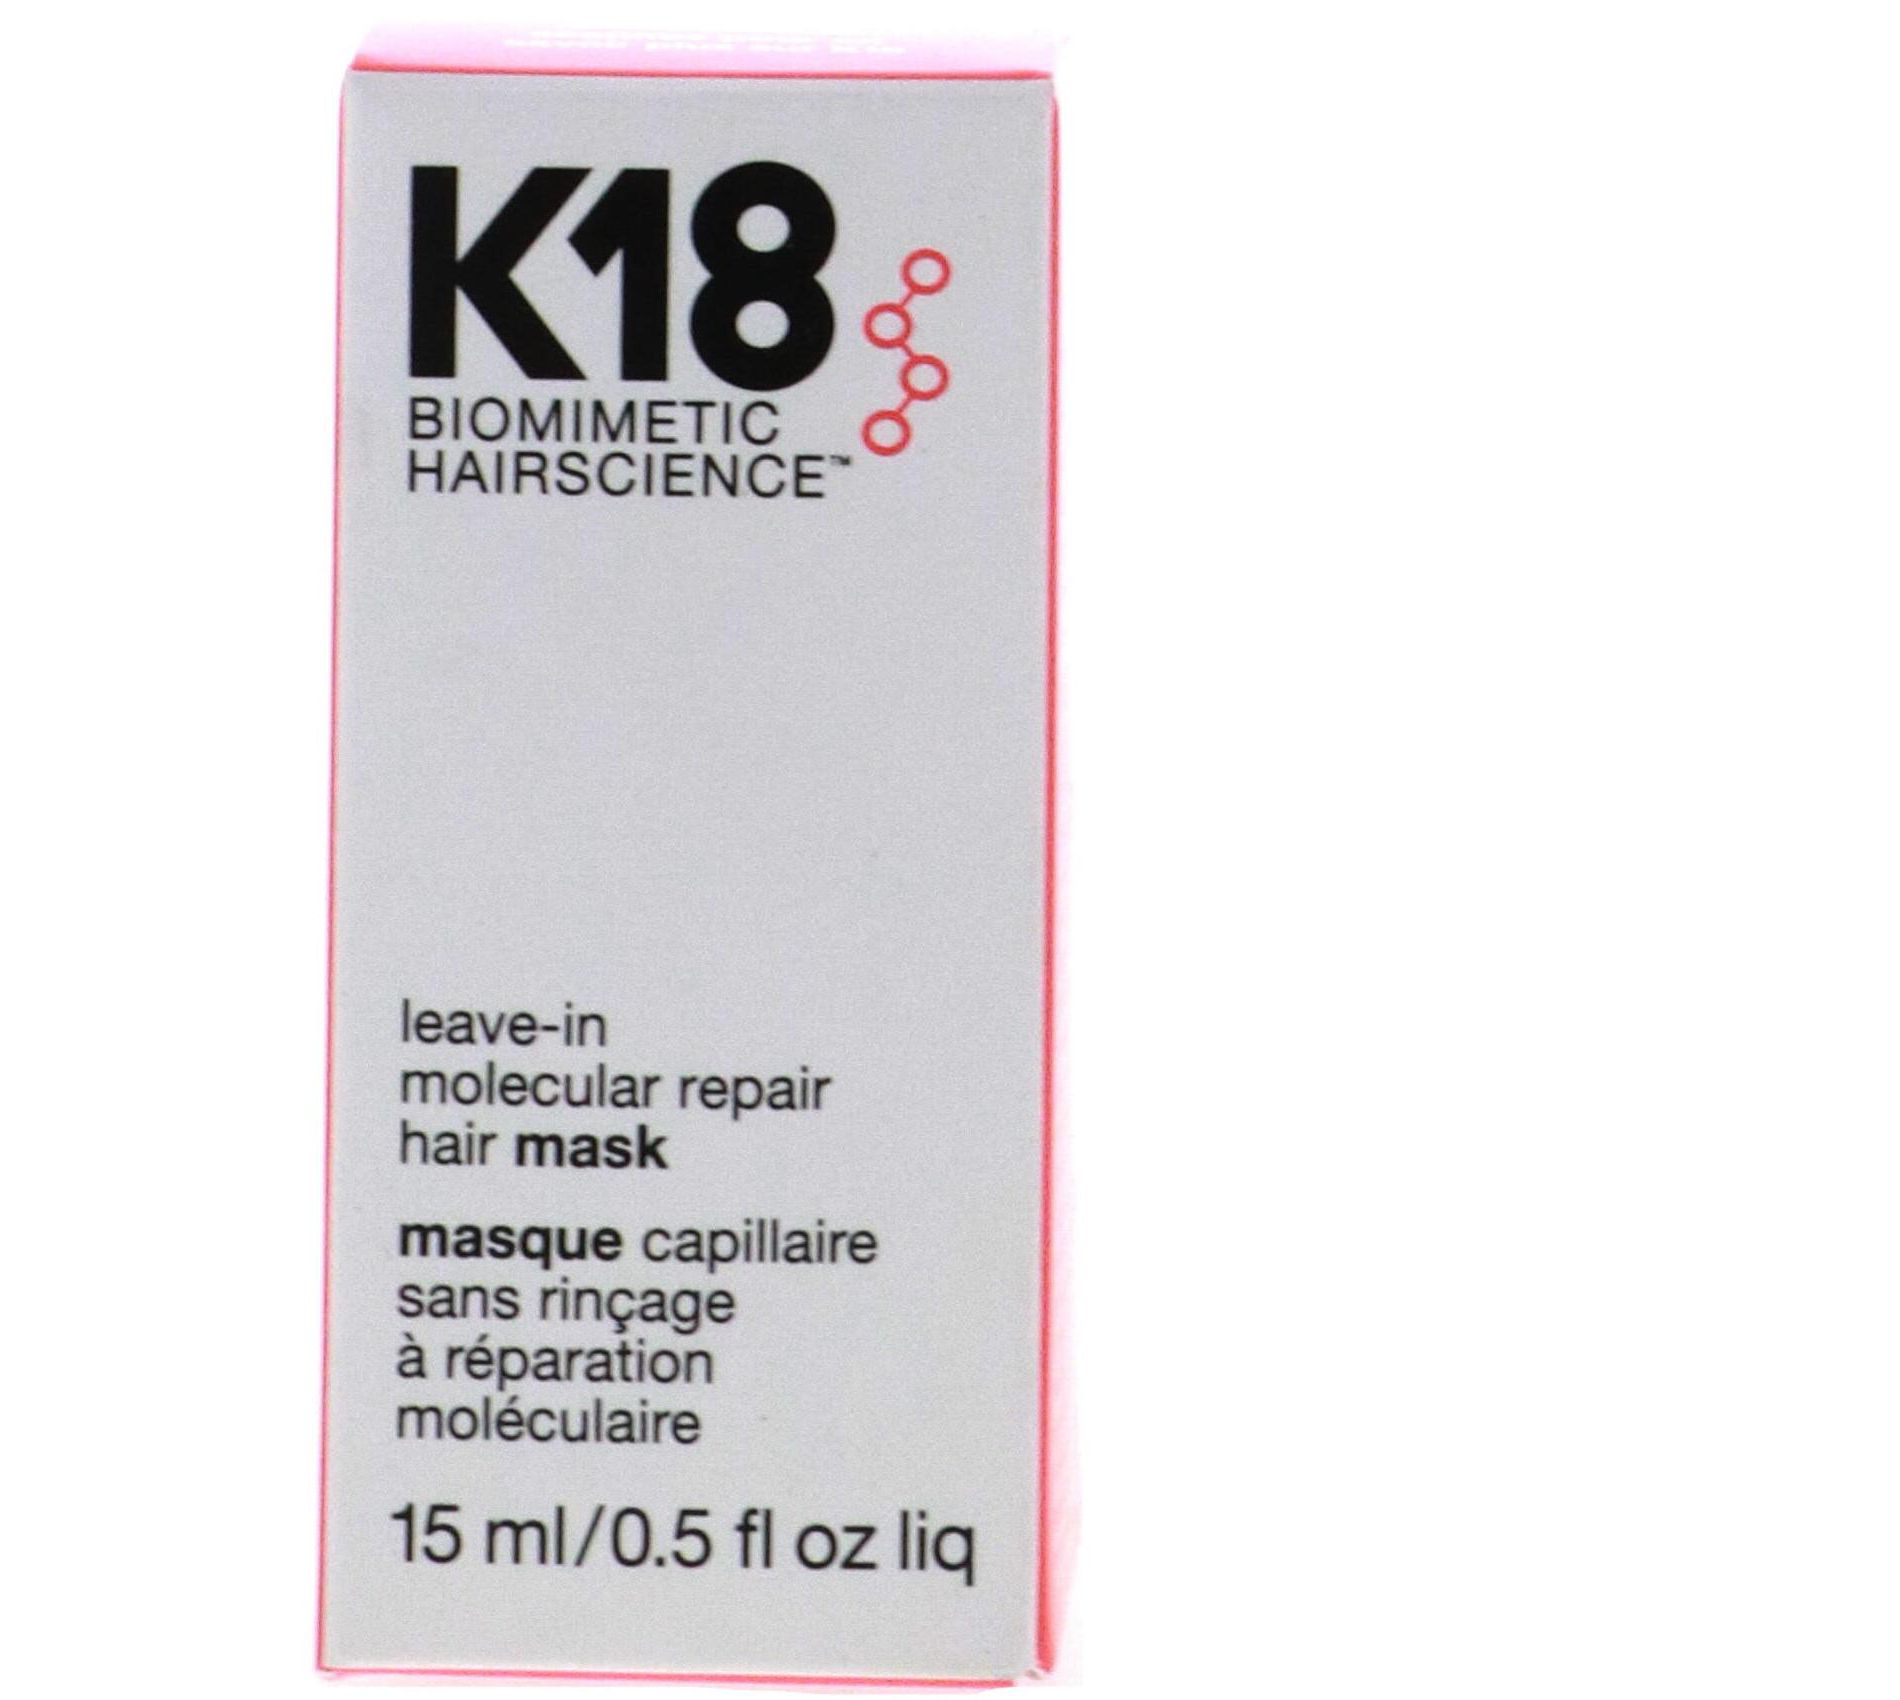 K18
BIOMIMETIC
HAIRSCIENCE™
leave-in
molecular repair
hair mask
masque capillaire
sans rinçage
à réparation
moléculaire
15 ml/0.5 fl oz liq